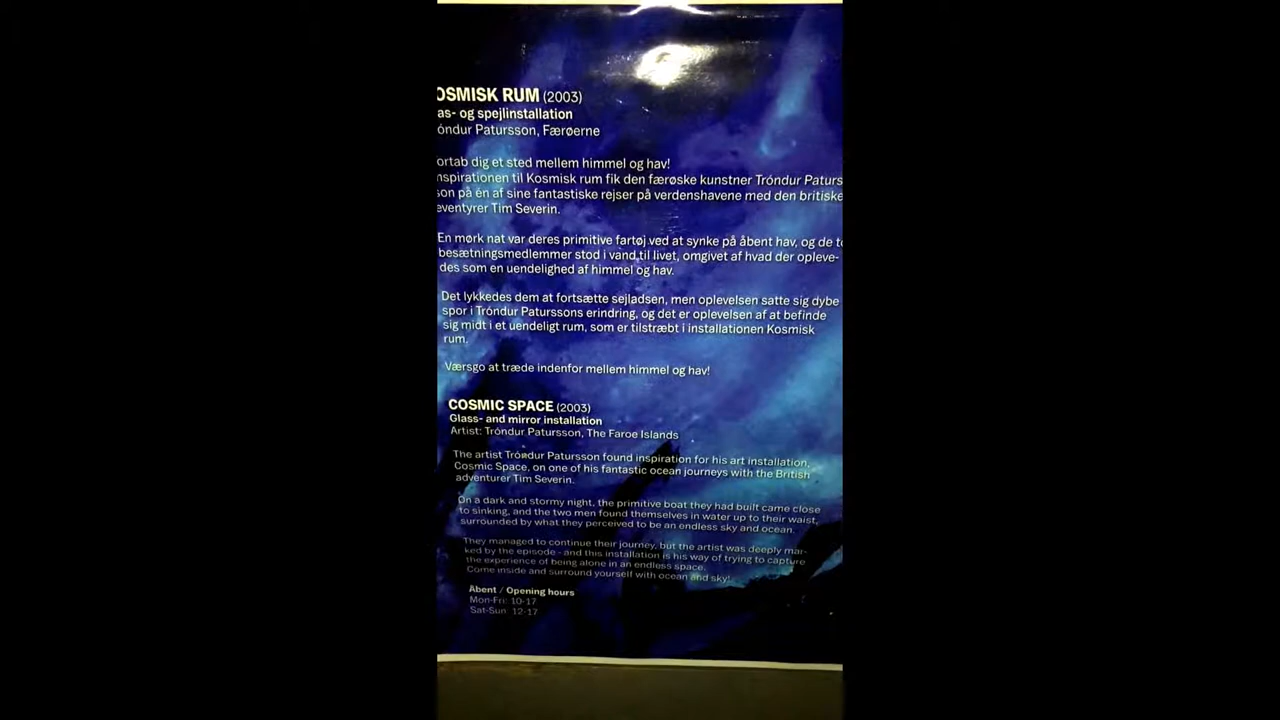 OSMISK RUM (2003)
as- og spejlinstallation
óndur Patursson, Færøerne
ortab dig et sted mellem himmel og hav!
nspirationen til Kosmisk rum fik den færøske kunstner Tróndur Paturs
son på én af sine fantastiske rejser på verdenshavene med den britiske
eventyrer Tim Severin.
En mørk nat var deres primitive fartøj ved at synke på åbent hav, og de to
besætningsmedlemmer stod i vand til livet, omgivet af hvad der opleve-
des som en uendelighed af himmel og hav.
Det lykkedes dem at fortsætte sejladsen, men oplevelsen satte sig dybe
spor i Tróndur Paturssons erindring, og det er oplevelsen af at befinde
sig midt i et uendeligt rum, som er tilstræbt i installationen Kosmisk
rum.
Værsgo at træde indenfor mellem himmel og hav!
COSMIC SPACE (2003)
Glass- and mirror installation
Artist: Tróndur Patursson, The Faroe Islands
The artist Tróndur Patursson found inspiration for his art installation,
Cosmic Space, on one of his fantastic ocean journeys with the British
adventurer Tim Severin.
On a dark and stormy night, the primitive boat they had built came close
to sinking, and the two men found themselves in water up to their waist,
surrounded by what they perceived to be an endless sky and ocean.
They managed to continue their journey, but the artist was deeply mar-
ked by the episode - and this installation is his way of trying to capture
the experience of being alone in an endless space.
Come inside and surround yourself with ocean and sky!
Åbent / Opening hours
Mon-Fri: 10-17
Sat-Sun: 12-17